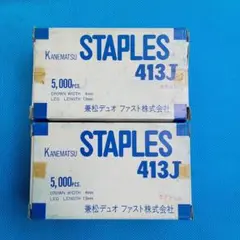 KANEMATSU STAPLES
413J
5,000PCS.
CROWN WIDTH 4mm
LEG LENGTH 13mm
兼松デュオ ファスト株式会社
KANEMATSU STAPLES
413J
5,000PCS.
CROWN WIDTH 4mm
LEG LENGTH 13mm
兼松デュオ ファスト株式会社